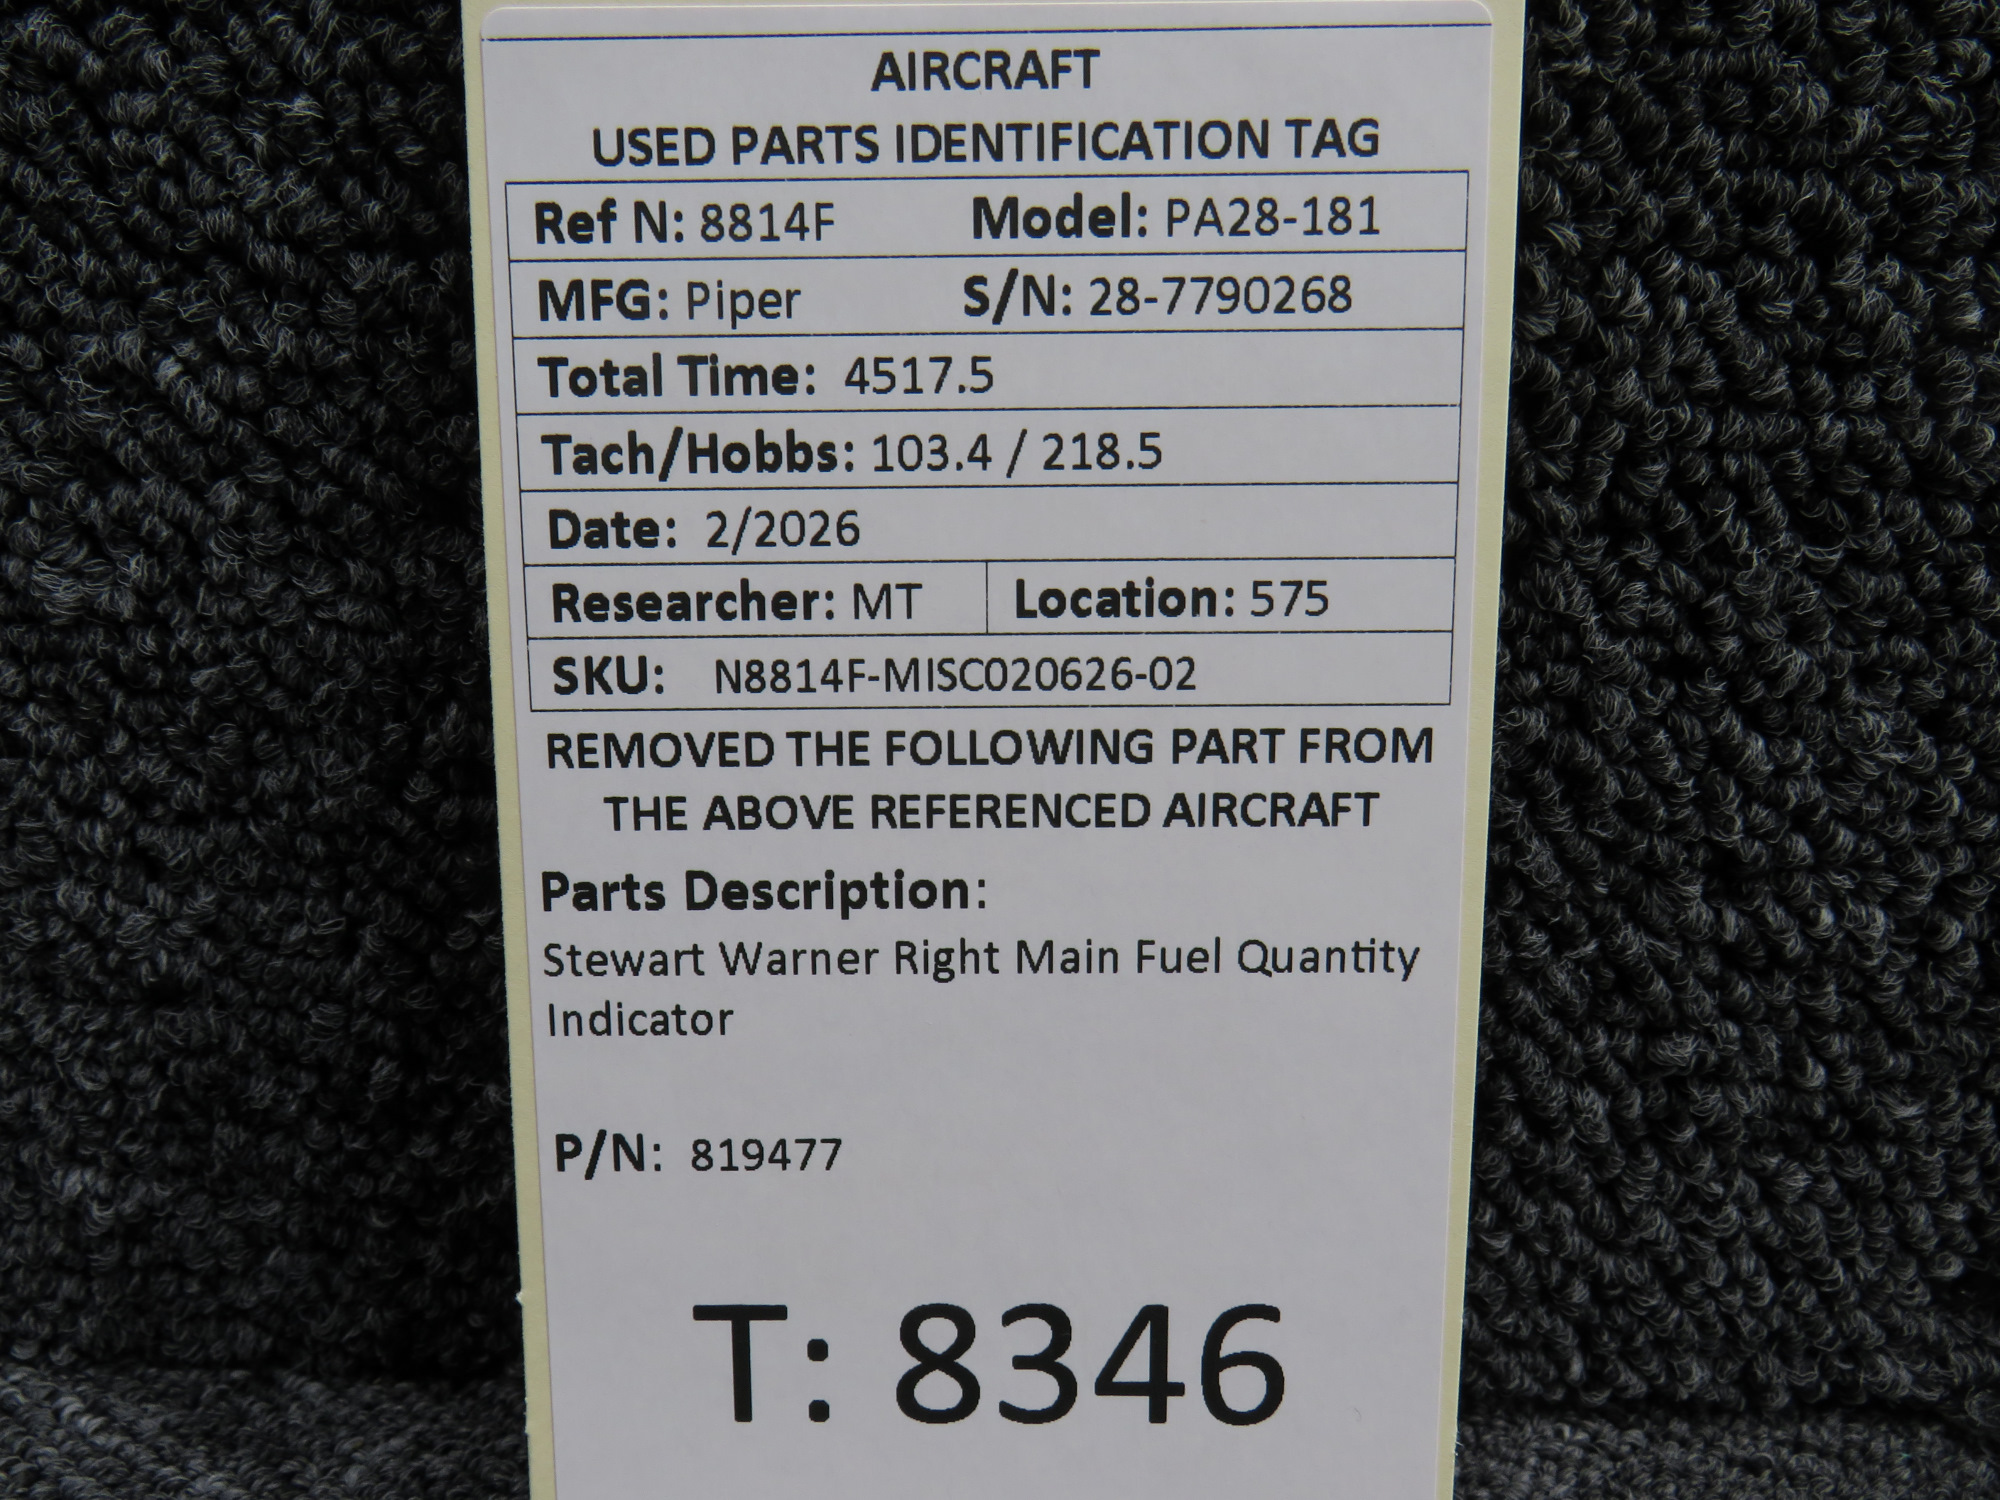 AIRCRAFT
USED PARTS IDENTIFICATION TAG
Ref N: 8814F Model: PA28-181
MFG: Piper S/N: 28-7790268
Total Time: 4517.5
Tach/Hobbs: 103.4 / 218.5
Date: 2/2026
Researcher: MT Location: 575
SKU: N8814F-MISC020626-02
REMOVED THE FOLLOWING PART FROM
THE ABOVE REFERENCED AIRCRAFT
Parts Description:
Stewart Warner Right Main Fuel Quantity
Indicator
P/N: 819477
T: 8346